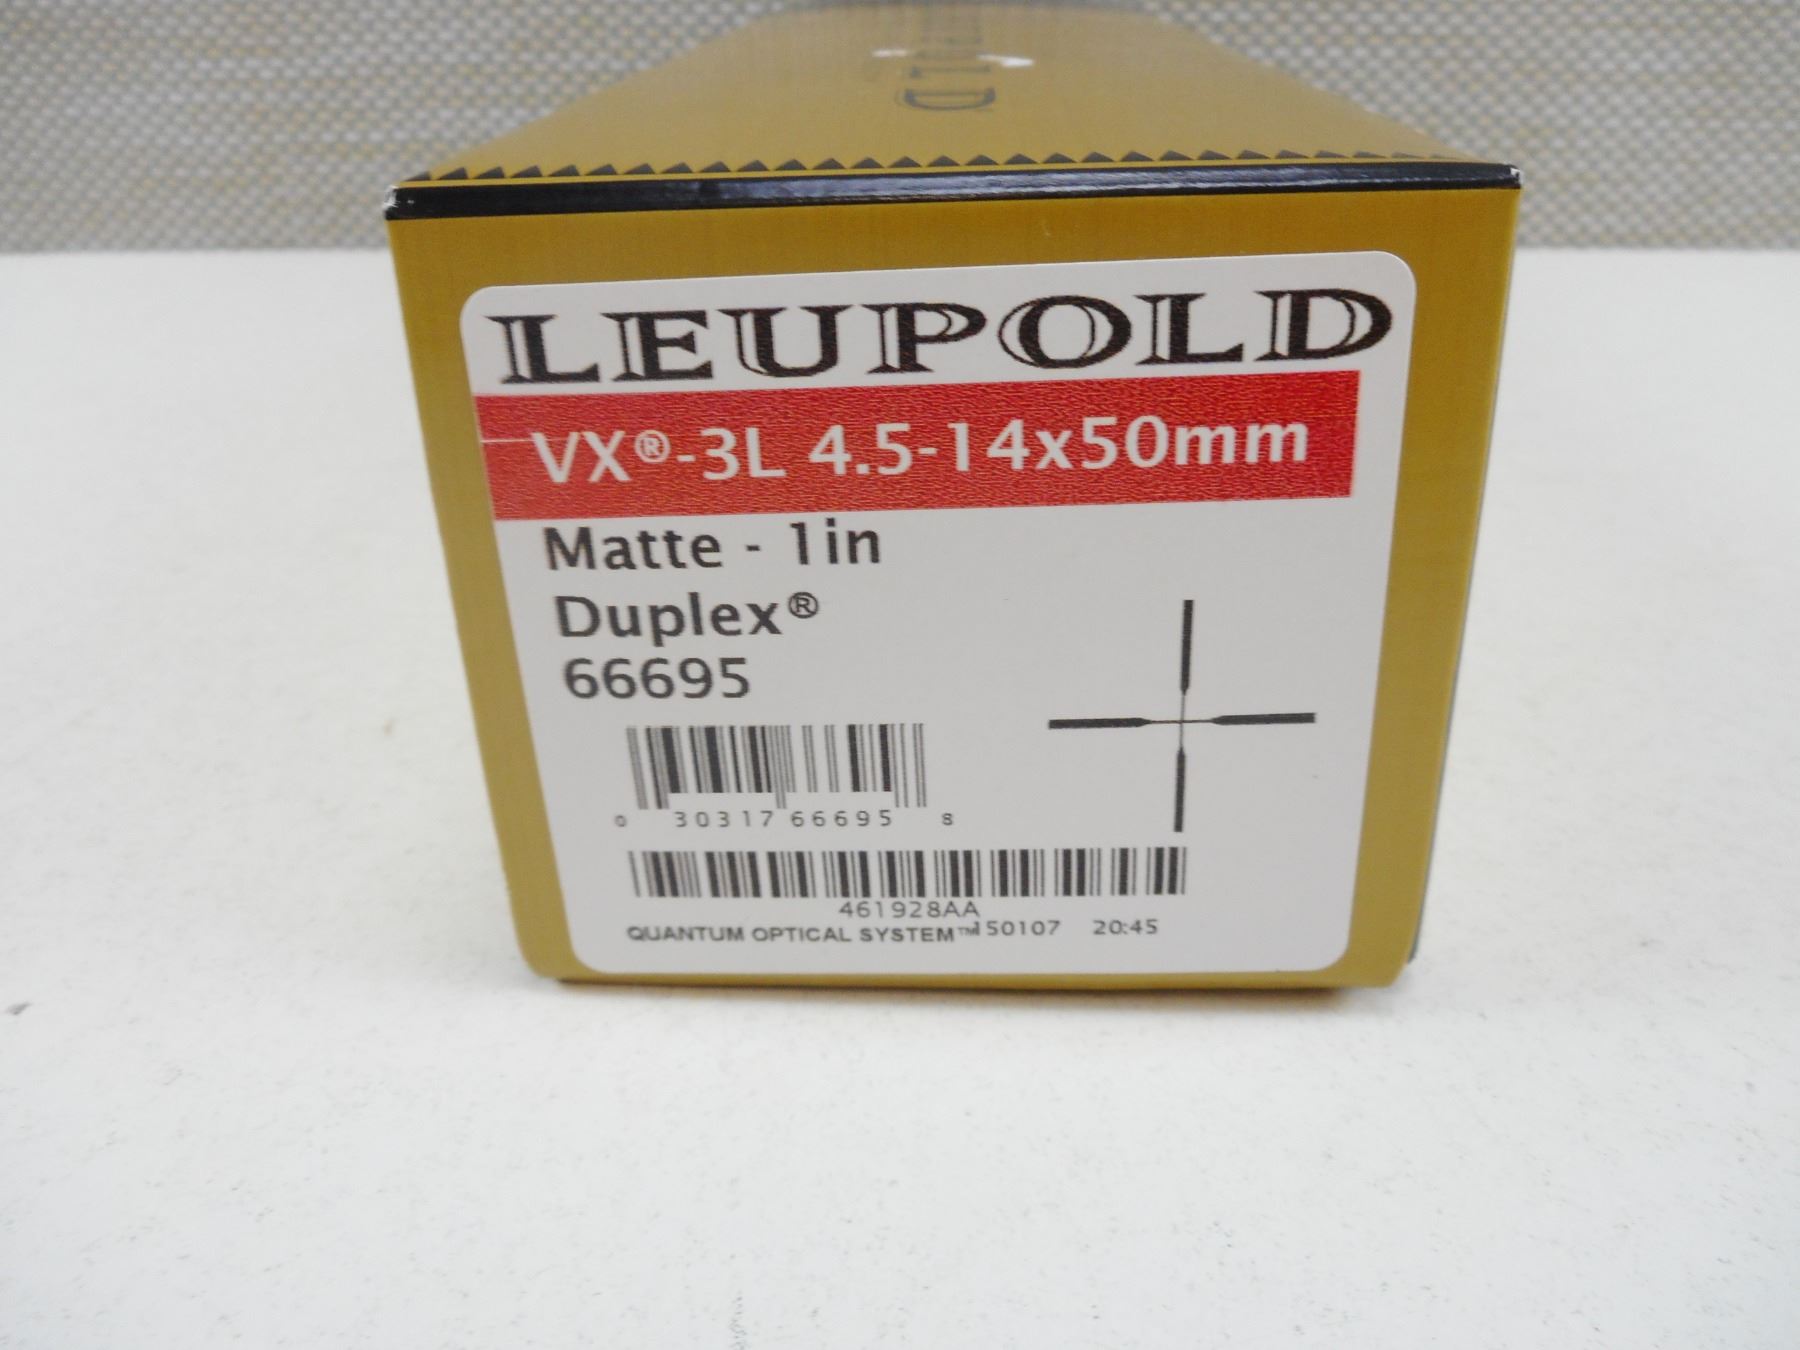 LEUPOLD
VX®-3L 4.5-14x50mm
Matte - 1in
Duplex®
66695
0 30317 66695 8
461928AA
QUANTUM OPTICAL SYSTEM™ 150107 20:45